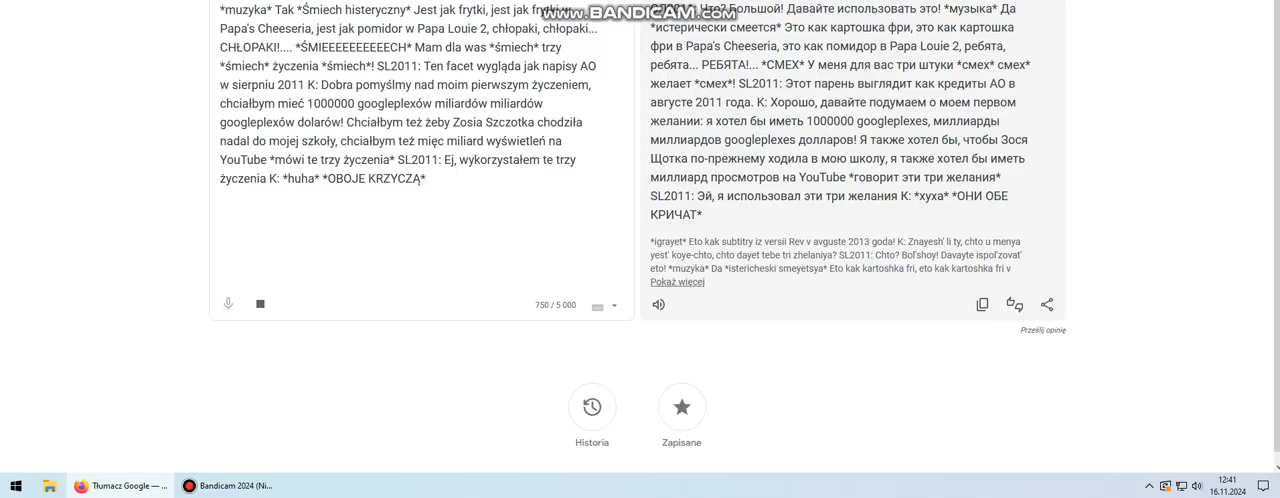 *muzyka* Tak *Śmiech histeryczny* Jest jak frytki, jest jak frytki w
Papa's Cheeseria, jest jak pomidor w Papa Louie 2, chłopaki, chłopaki...
CHŁOPAKI!.... *ŚMIEEEEEEEEEECH* Mam dla was *śmiech* trzy
*śmiech* życzenia *śmiech*! SL2011: Ten facet wygląda jak napisy AO
w sierpniu 2011 K: Dobra pomyślmy nad moim pierwszym życzeniem,
chciałbym mieć 1000000 googleplexów miliardów miliardów
googleplexów dolarów! Chciałbym też żeby Zosia Szczotka chodziła
nadal do mojej szkoły, chciałbym też mięc miliard wyświetleń na
YouTube *mówi te trzy życzenia* SL2011: Ej, wykorzystałem te trzy
życzenia K: *huha* *OBOJE KRZYCZĄ*
750 / 5 000
www.BANDICAM.com
SL2011: Что? Большой! Давайте использовать это! *музыка* Да
*истерически смеется* Это как картошка фри, это как картошка
фри в Papa's Cheeseria, это как помидор в Papa Louie 2, ребята,
ребята... РЕБЯТА!... *СМЕХ* У меня для вас три штуки *смех* смех*
желает *смех*! SL2011: Этот парень выглядит как кредиты АО в
августе 2011 года. К: Хорошо, давайте подумаем о моем первом
желании: я хотел бы иметь 1000000 googleplexes, миллиарды
миллиардов googleplexes долларов! Я также хотел бы, чтобы Зося
Щотка по-прежнему ходила в мою школу, я также хотел бы иметь
миллиард просмотров на YouTube *говорит эти три желания*
SL2011: Эй, я использовал эти три желания К: *хуха* *ОНИ ОБЕ
КРИЧАТ*
*igrayet* Eto kak subtitry iz versii Rev v avguste 2013 goda! K: Znayesh' li ty, chto u menya
yest' koye-chto, chto dayet tebe tri zhelaniya? SL2011: Chto? Bol'shoy! Davayte ispol'zovat'
eto! *muzyka* Da *istericheski smeyetsya* Eto kak kartoshka fri, eto kak kartoshka fri v
Pokaż więcej
Prześlij opinię
Historia
Zapisane
Tłumacz Google — ...
Bandicam 2024 (Ni...
12:41
16.11.2024